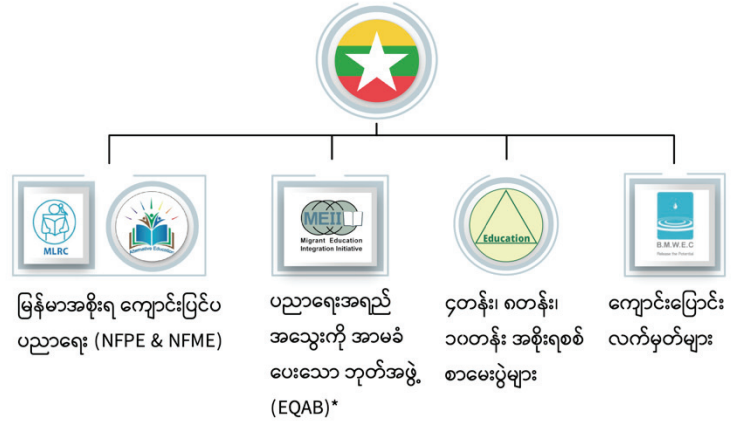 MLRC
Alternative Education
MEII
Migrant Education
Integration Initiative
Education
B.M.W.E.C
Release the Potential
မြန်မာအစိုးရ ကျောင်းပြင်ပ
ပညာရေး (NFPE & NFME)
ပညာရေးအရည်
အသွေးကို အာမခံ
ပေးသော ဘုတ်အဖွဲ့
(EQAB)*
၄တန်း၊ ၈တန်း၊
၁၀တန်း အစိုးရစစ်
စာမေးပွဲများ
ကျောင်းပြောင်း
လက်မှတ်များ